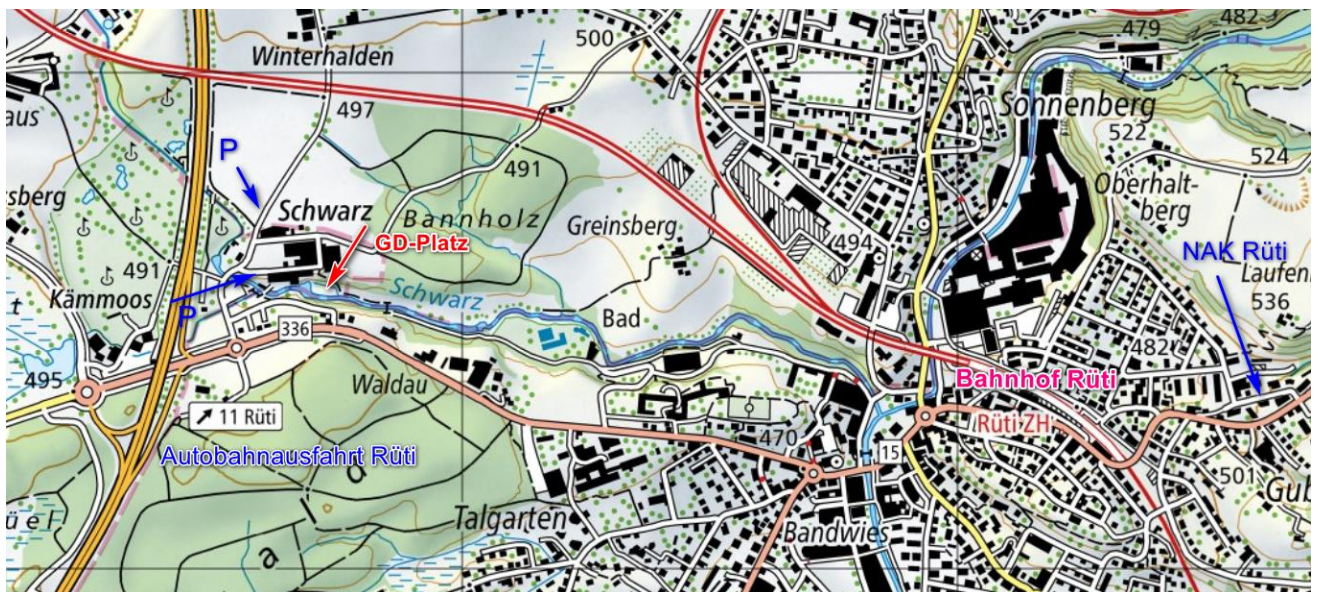 482
479
500
Winterhalden
Sonnenberg
aus
497
522
P
491
524
Oberhalt-
berg
sberg
Schwarz
Bannholz
Greinsberg
GD-Platz
494
NAK Rüti
491
Laufen
Kämmoos
Schwarz
536
t
P
336
Bad
482
495
Waldau
Bahnhof Rüti
11 Rüti
Rüti ZH
Autobahnausfahrt Rüti
470
15
d
501
Gub
üel
Talgarten
Bandwies
a